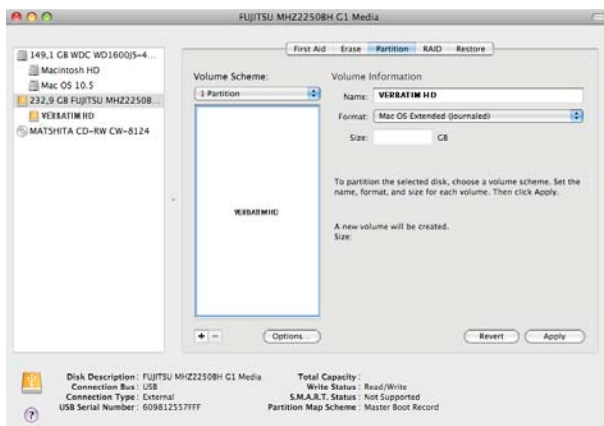 FUJITSU MHZ2250BH G1 Media
First Aid Erase Partition RAID Restore
149,1 GB WDC WD1600JS-4...
Macintosh HD
Mac OS 10.5
232,9 GB FUJITSU MHZ2250B...
VERBATIM HD
MATSHITA CD-RW CW-8124
Volume Scheme:
1 Partition
VERBATIM HD
Volume Information
Name: VERBATIM HD
Format: Mac OS Extended (Journaled)
Size: GB
To partition the selected disk, choose a volume scheme. Set the
name, format, and size for each volume. Then click Apply.
A new volume will be created.
Size:
+ − Options... Revert Apply
Disk Description : FUJITSU MHZ2250BH G1 Media
Connection Bus : USB
Connection Type : External
USB Serial Number : 609812557FFF
Total Capacity :
Write Status : Read/Write
S.M.A.R.T. Status : Not Supported
Partition Map Scheme : Master Boot Record
?